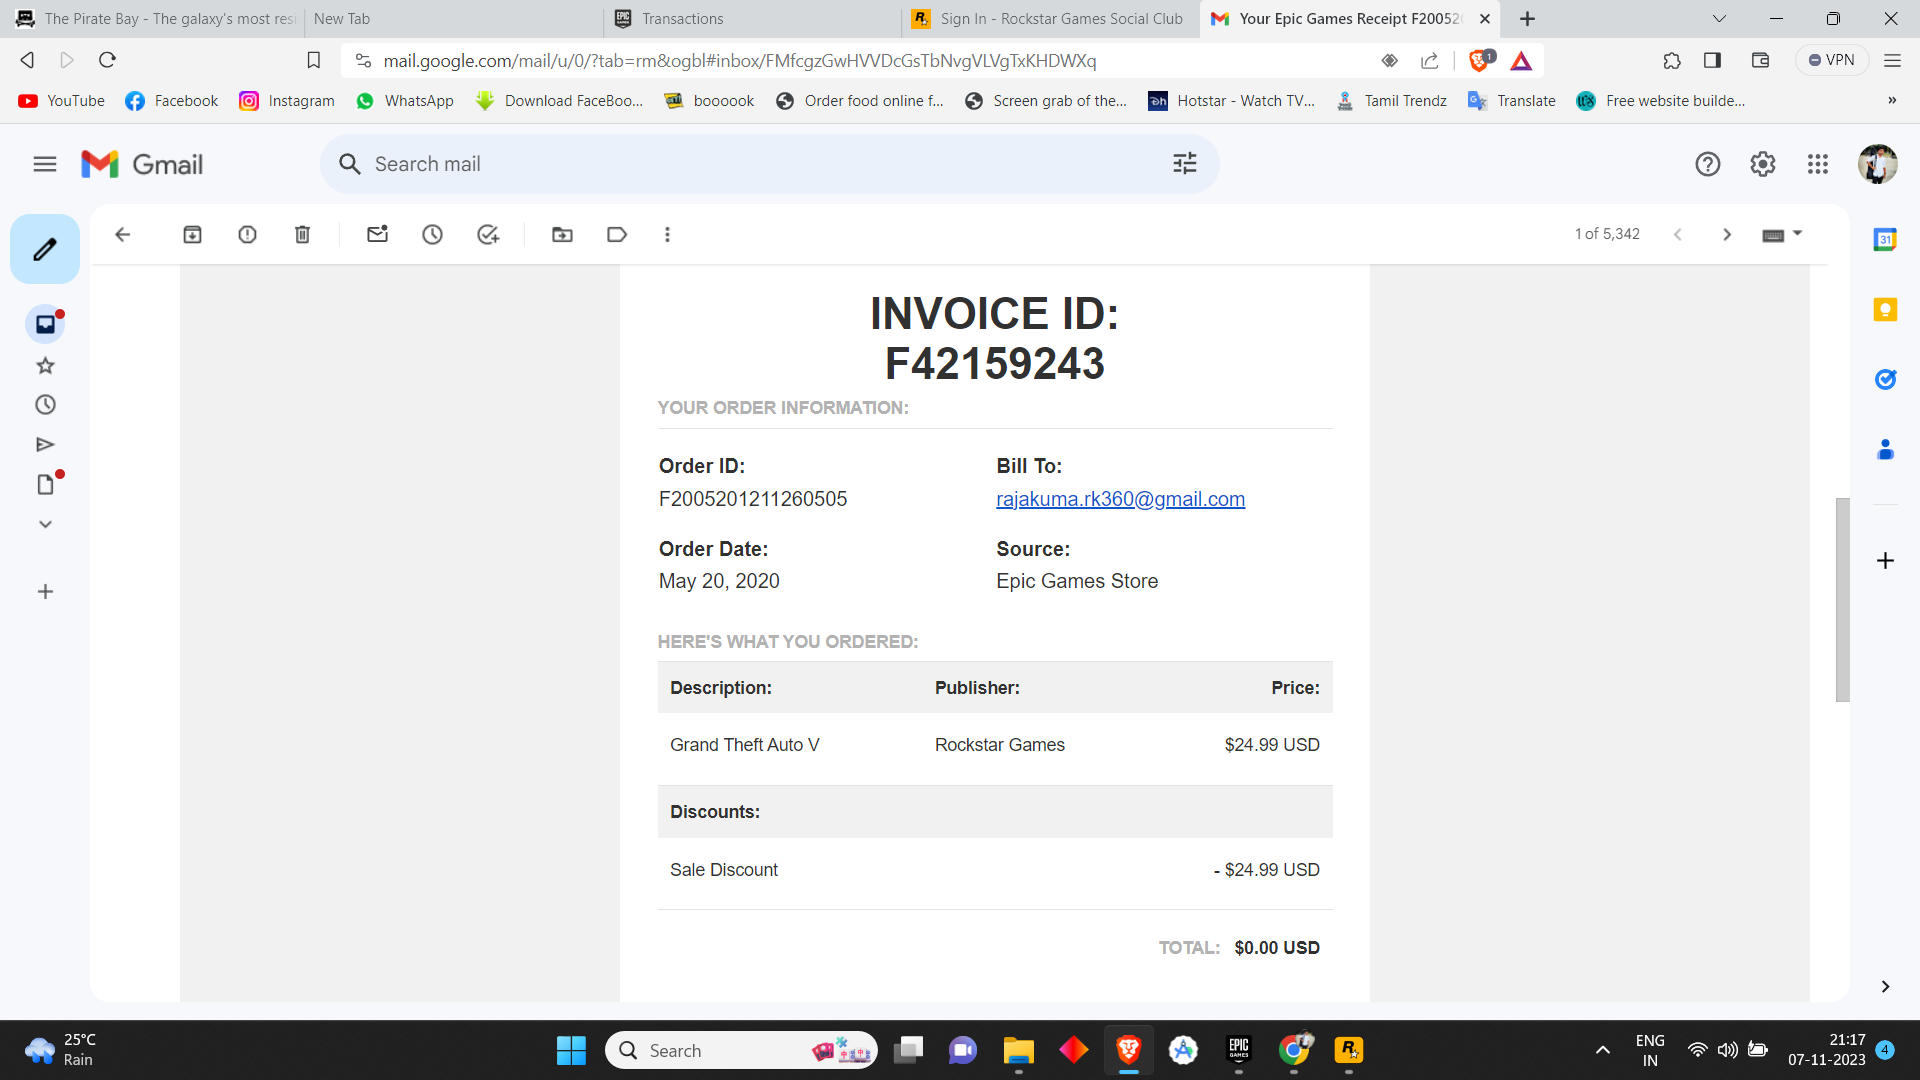 The Pirate Bay - The galaxy's most resi
New Tab
Transactions
Sign In - Rockstar Games Social Club
Your Epic Games Receipt F20052
mail.google.com/mail/u/0/?tab=rm&ogbl#inbox/FMfcgzGwHVVDcGsTbNvgVLVgTxKHDWXq
1
VPN
YouTube
Facebook
Instagram
WhatsApp
Download FaceBoo...
boooook
Order food online f...
Screen grab of the...
Hotstar - Watch TV...
Tamil Trendz
Translate
Free website builde...
»
Gmail
Search mail
1 of 5,342
31
INVOICE ID:
F42159243
YOUR ORDER INFORMATION:
Order ID:
F2005201211260505
Bill To:
rajakuma.rk360@gmail.com
Order Date:
May 20, 2020
Source:
Epic Games Store
HERE'S WHAT YOU ORDERED:
Description: Publisher: Price:
Grand Theft Auto V Rockstar Games $24.99 USD
Discounts:
Sale Discount - $24.99 USD
TOTAL: $0.00 USD
25°C
Rain
Search
EPIC
GAMES
ENG
IN
21:17
07-11-2023
4